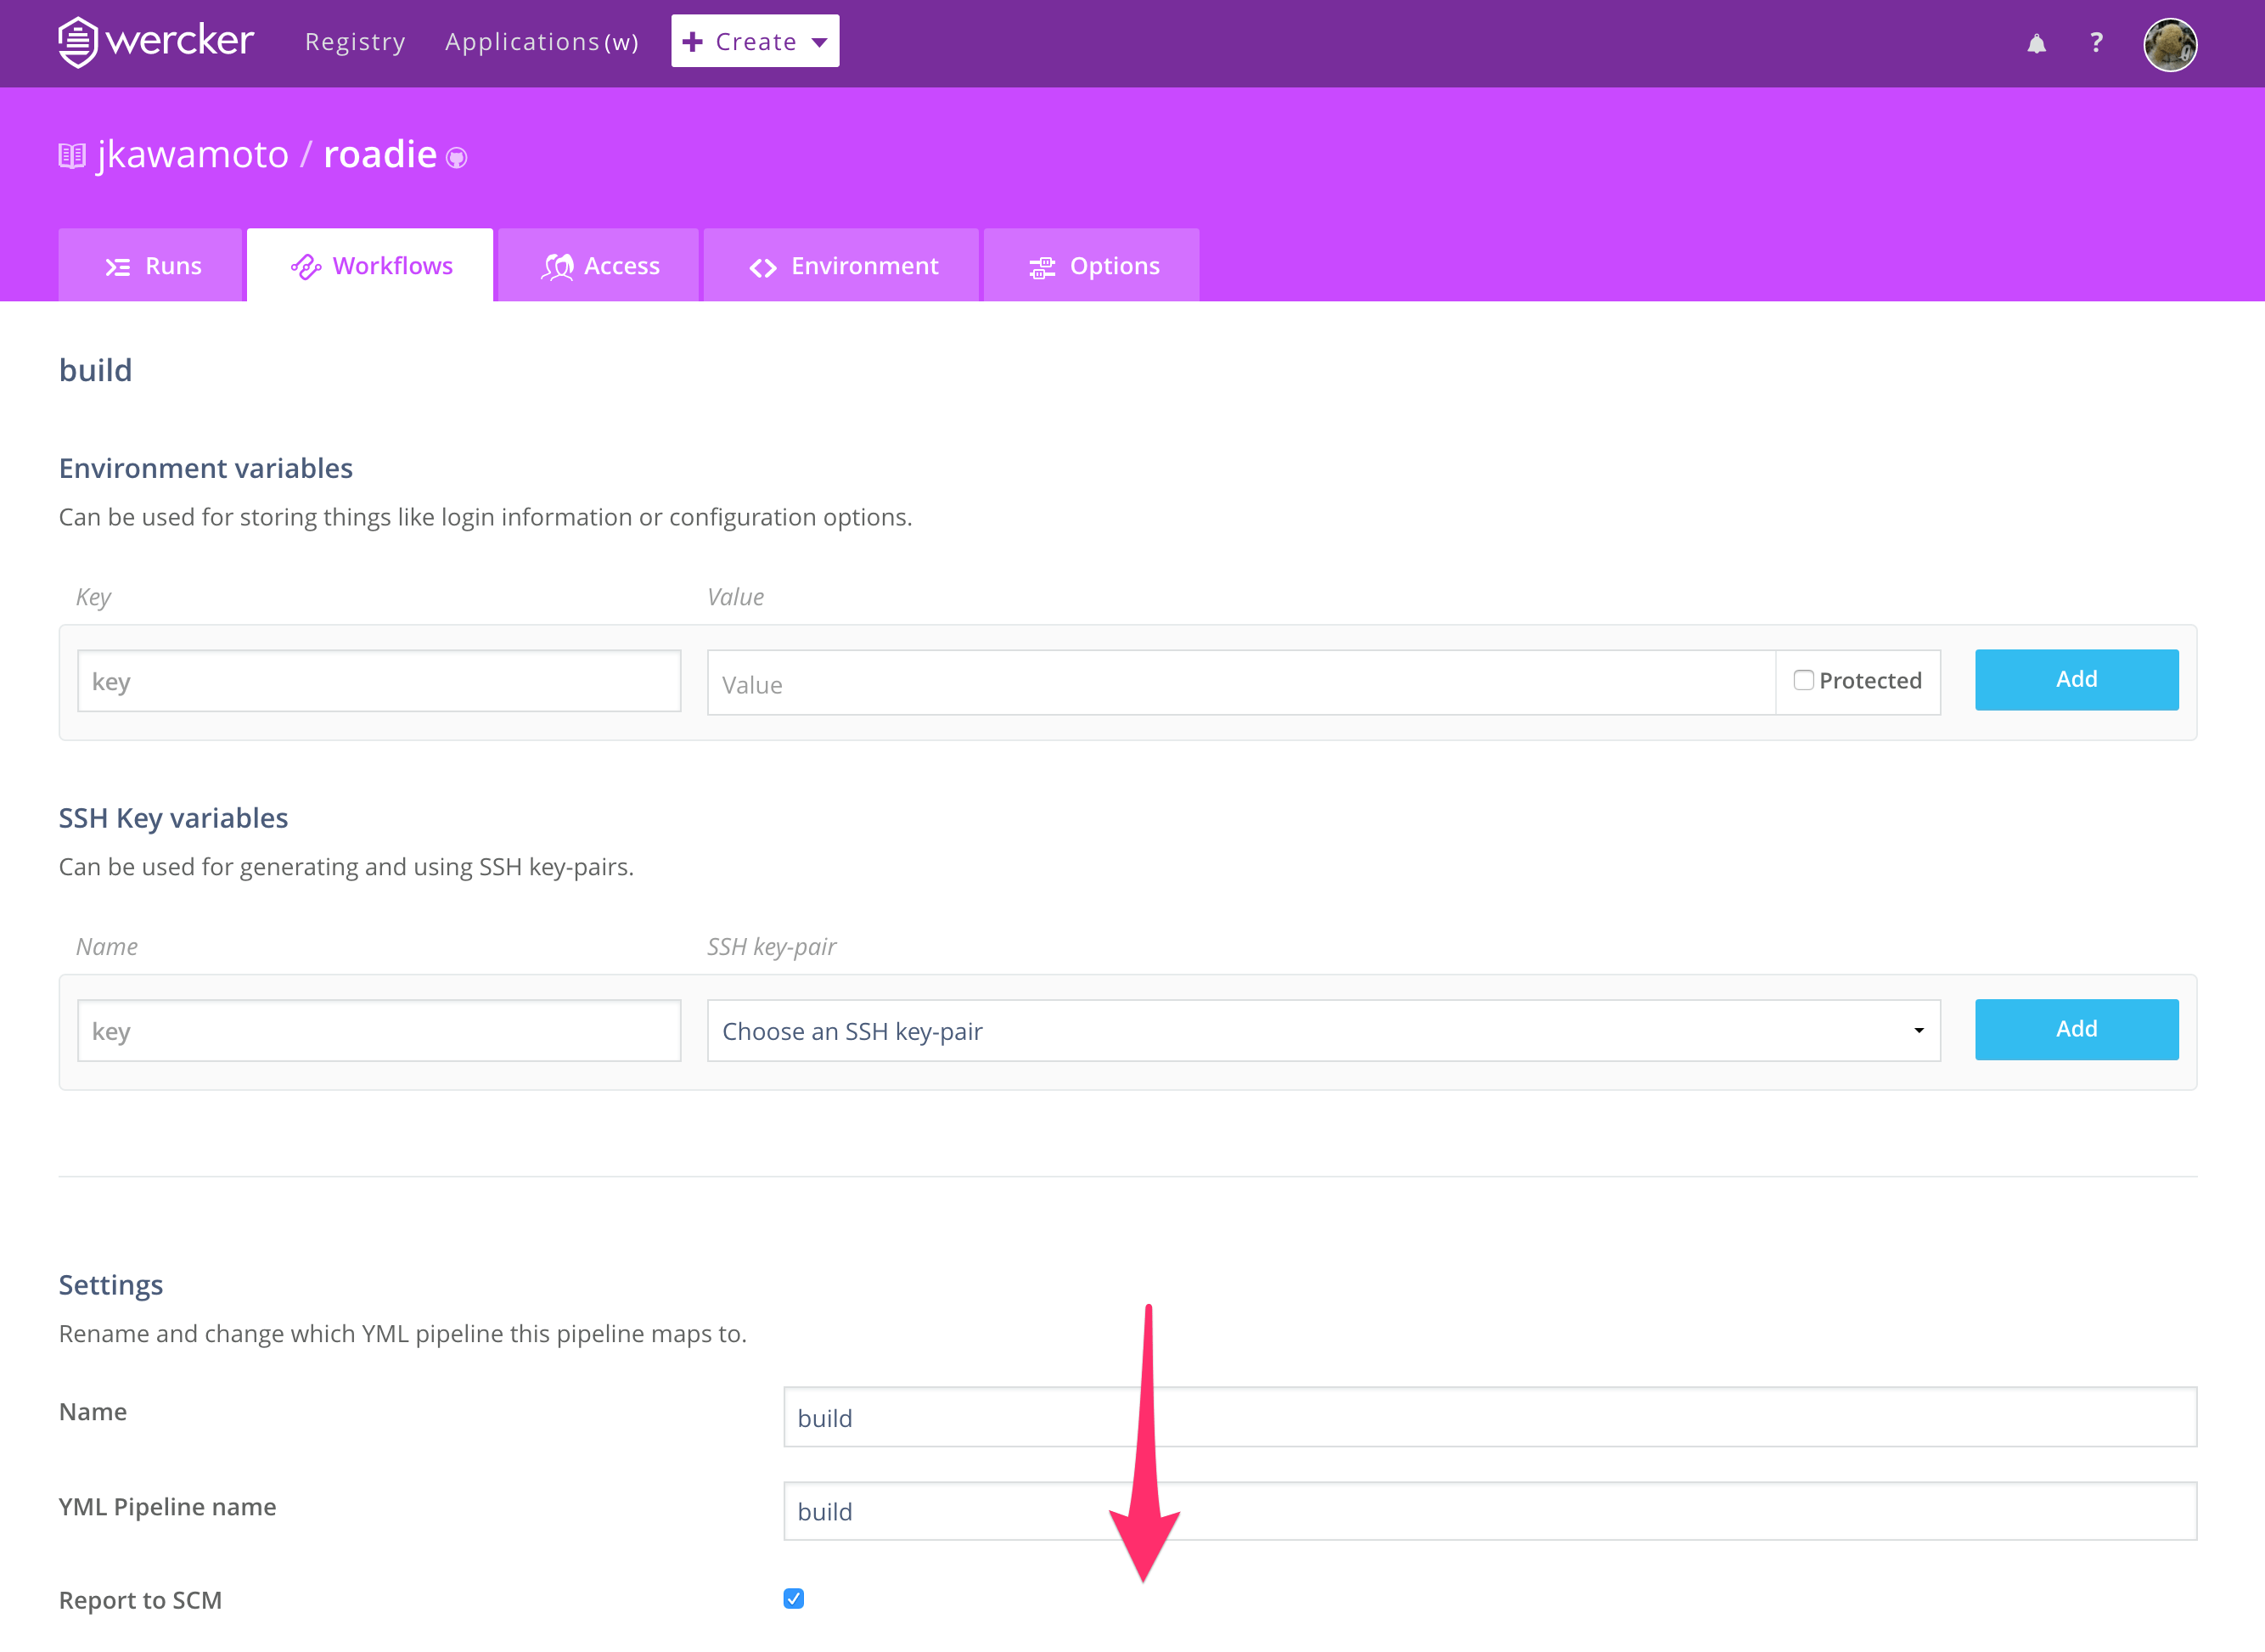 wercker Registry Applications(w) + Create ?
jkawamoto / roadie
Runs Workflows Access Environment Options
build
Environment variables
Can be used for storing things like login information or configuration options.
Key Value
key Value Protected Add
SSH Key variables
Can be used for generating and using SSH key-pairs.
Name SSH key-pair
key Choose an SSH key-pair Add
Settings
Rename and change which YML pipeline this pipeline maps to.
Name build
YML Pipeline name build
Report to SCM